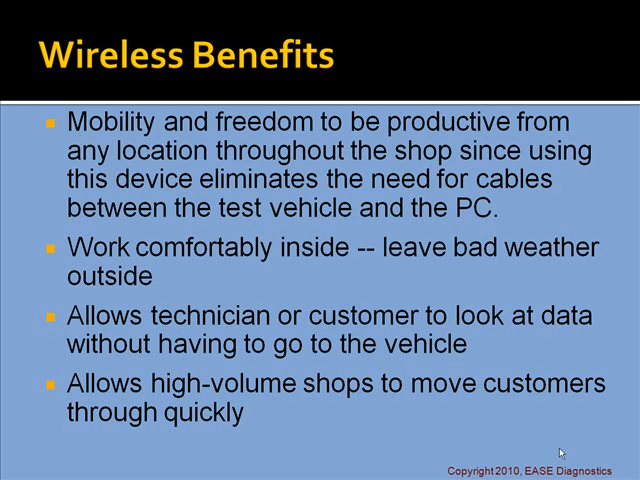 Wireless Benefits
Mobility and freedom to be productive from
any location throughout the shop since using
this device eliminates the need for cables
between the test vehicle and the PC.
Work comfortably inside -- leave bad weather
outside
Allows technician or customer to look at data
without having to go to the vehicle
Allows high-volume shops to move customers
through quickly
Copyright 2010, EASE Diagnostics